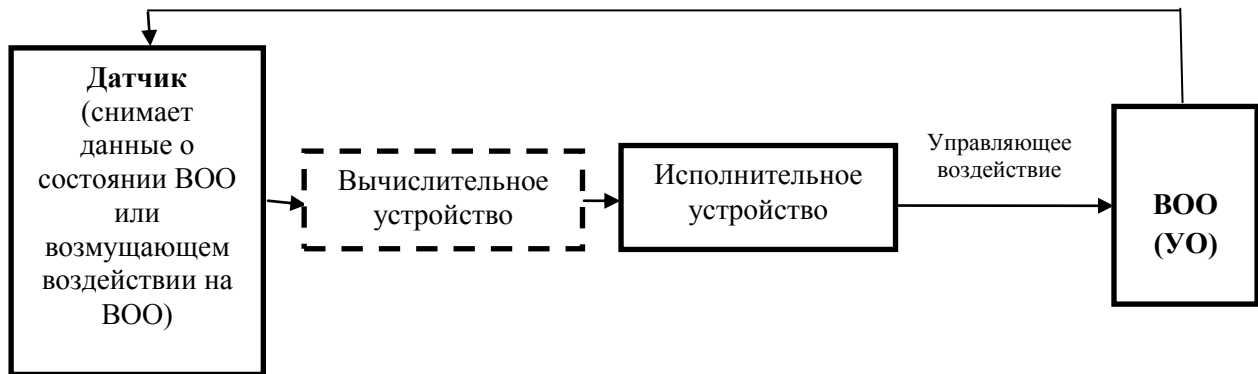 Датчик
(снимает
данные о
состоянии ВОО
или
возмущающем
воздействии на
ВОО)
Вычислительное
устройство
Исполнительное
устройство
Управляющее
воздействие
ВОО
(УО)